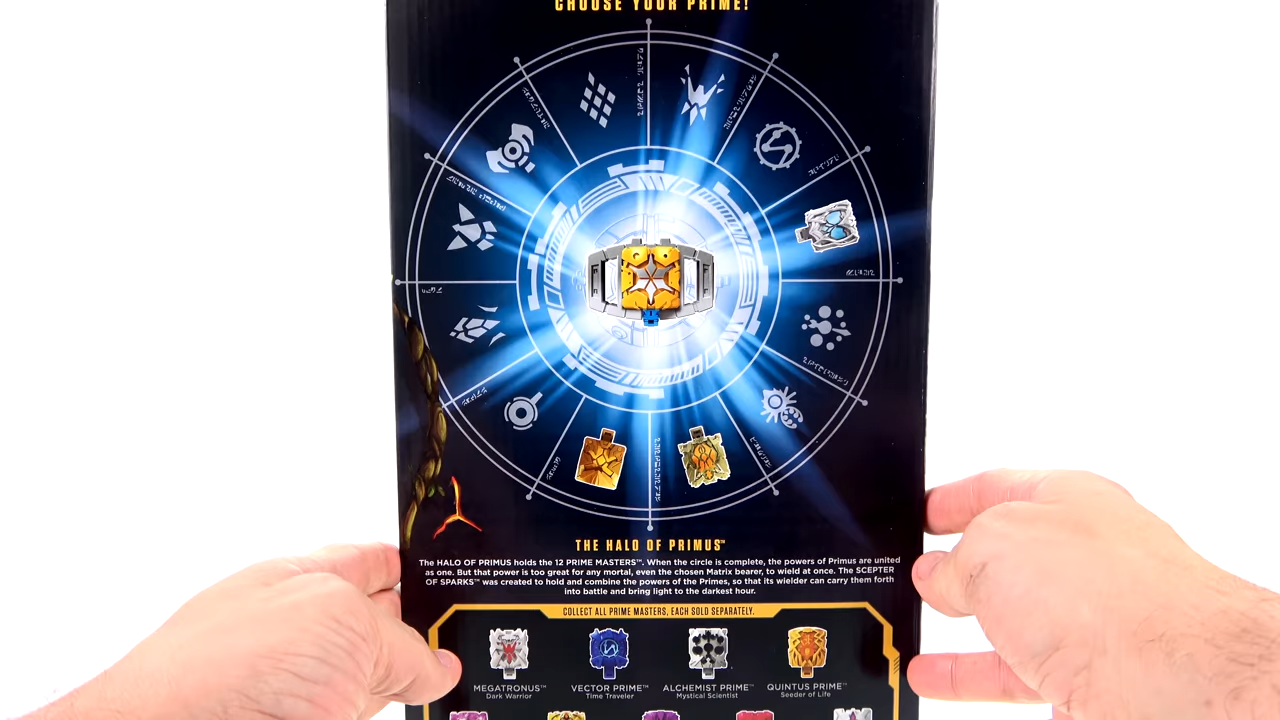 CHOOSE YOUR PRIME!
THE HALO OF PRIMUS™
The HALO OF PRIMUS holds the 12 PRIME MASTERS™. When the circle is complete, the powers of Primus are united
as one. But that power is too great for any mortal, even the chosen Matrix bearer, to wield at once. The SCEPTER
OF SPARKS™ was created to hold and combine the powers of the Primes, so that its wielder can carry them forth
into battle and bring light to the darkest hour.
COLLECT ALL PRIME MASTERS, EACH SOLD SEPARATELY.
MEGATRONUS™
Dark Warrior
VECTOR PRIME™
Time Traveler
ALCHEMIST PRIME™
Mystical Scientist
QUINTUS PRIME™
Seeder of Life